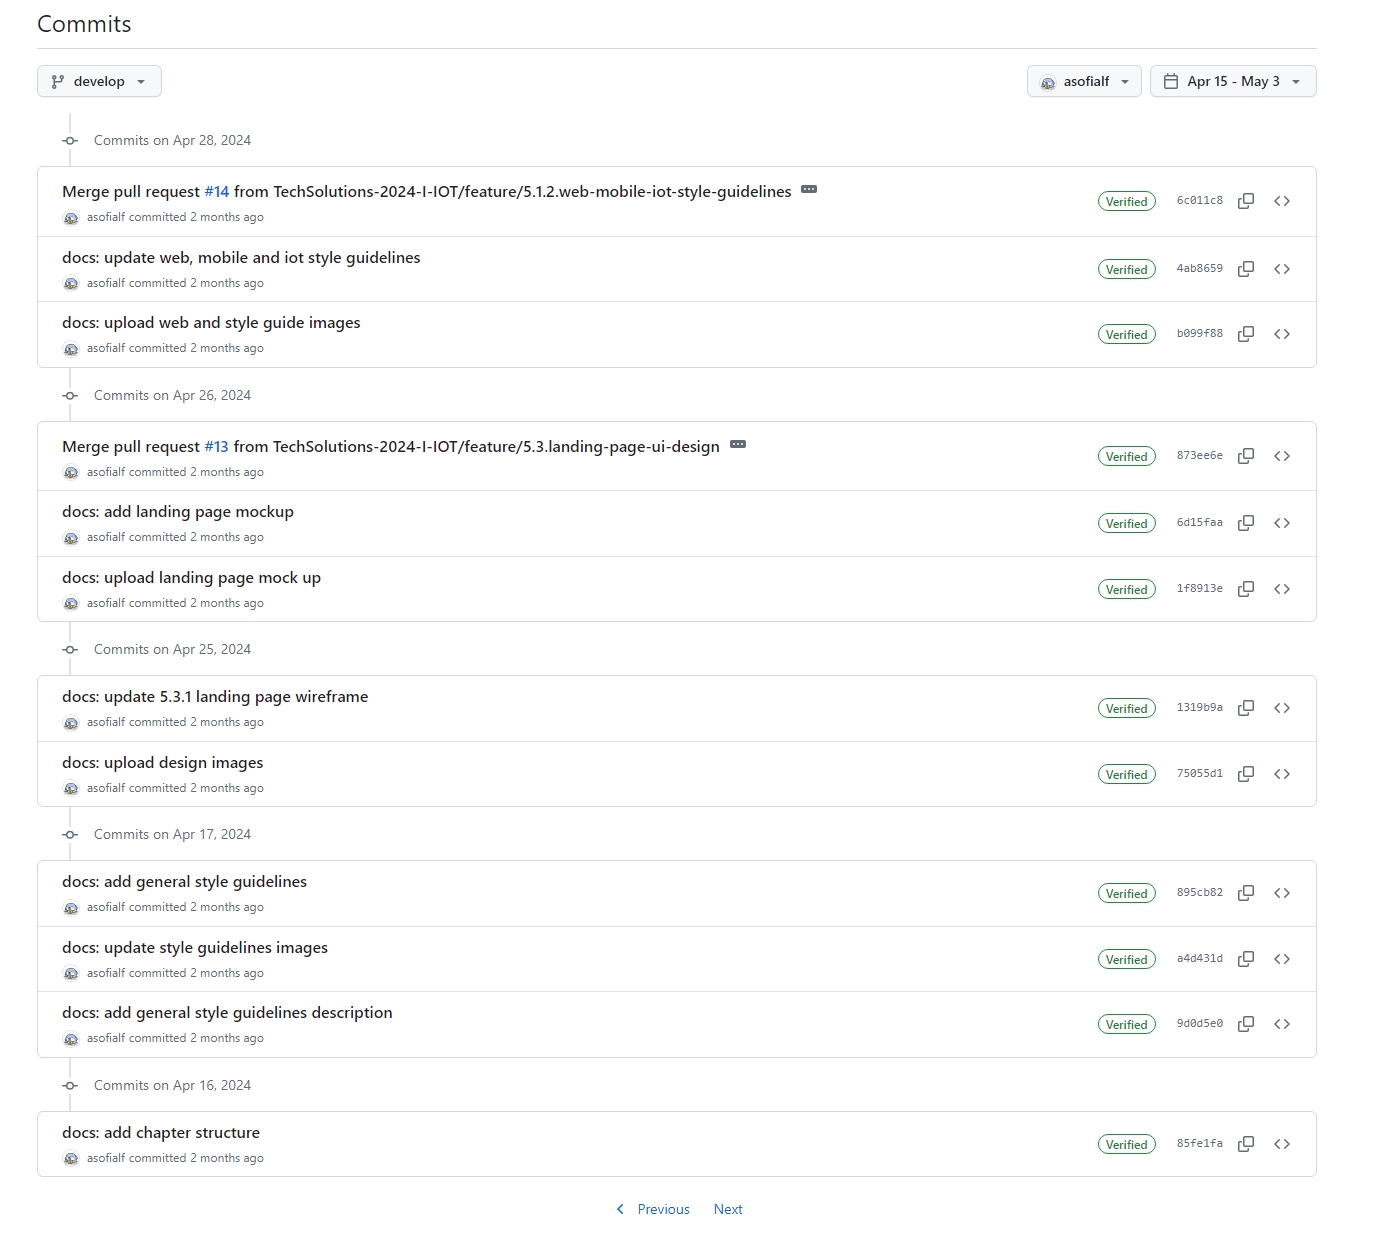 Commits
develop
asofialf
Apr 15 - May 3
Commits on Apr 28, 2024
Merge pull request #14 from TechSolutions-2024-I-IOT/feature/5.1.2.web-mobile-iot-style-guidelines
asofialf committed 2 months ago
Verified
6c011c8
docs: update web, mobile and iot style guidelines
asofialf committed 2 months ago
Verified
4ab8659
docs: upload web and style guide images
asofialf committed 2 months ago
Verified
b099f88
Commits on Apr 26, 2024
Merge pull request #13 from TechSolutions-2024-I-IOT/feature/5.3.landing-page-ui-design
asofialf committed 2 months ago
Verified
873ee6e
docs: add landing page mockup
asofialf committed 2 months ago
Verified
6d15faa
docs: upload landing page mock up
asofialf committed 2 months ago
Verified
1f8913e
Commits on Apr 25, 2024
docs: update 5.3.1 landing page wireframe
asofialf committed 2 months ago
Verified
1319b9a
docs: upload design images
asofialf committed 2 months ago
Verified
75055d1
Commits on Apr 17, 2024
docs: add general style guidelines
asofialf committed 2 months ago
Verified
895cb82
docs: update style guidelines images
asofialf committed 2 months ago
Verified
a4d431d
docs: add general style guidelines description
asofialf committed 2 months ago
Verified
9d0d5e0
Commits on Apr 16, 2024
docs: add chapter structure
asofialf committed 2 months ago
Verified
85fe1fa
Previous
Next